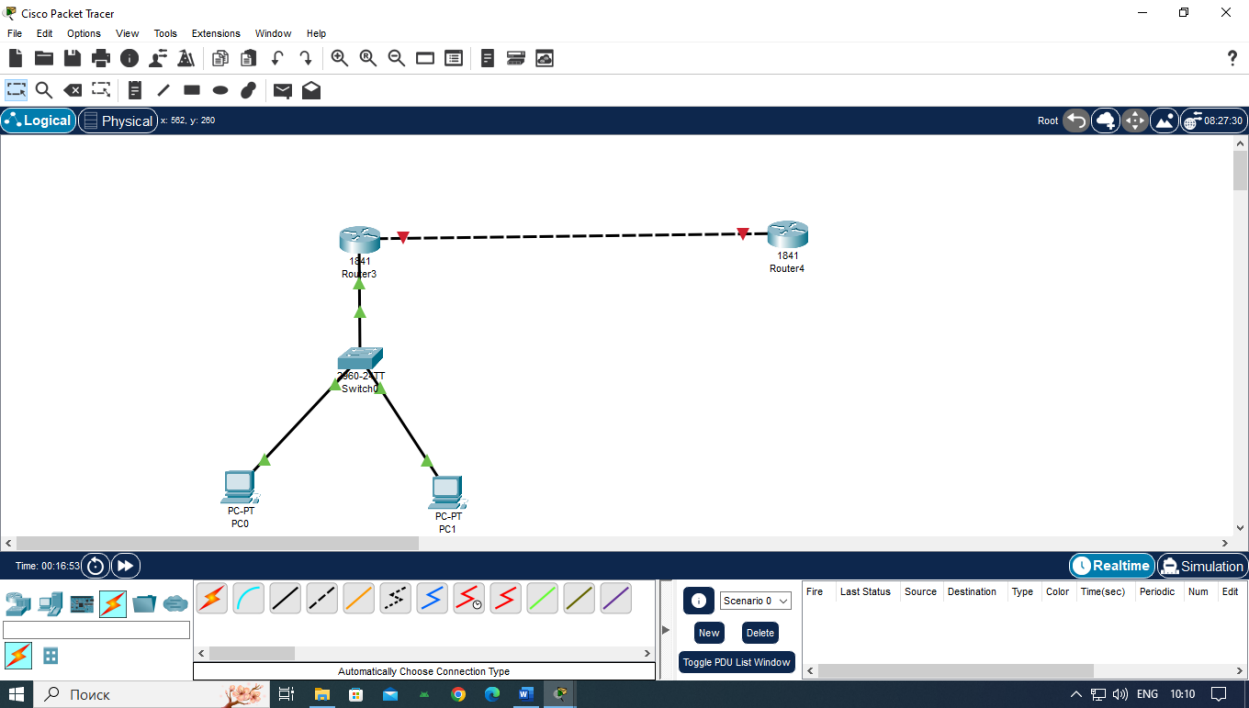 Cisco Packet Tracer
File Edit Options View Tools Extensions Window Help
Logical Physical x: 562, y: 260 Root 08:27:30
1841
Router3
1841
Router4
2960-24TT
Switch0
PC-PT
PC0
PC-PT
PC1
Time: 00:16:53 Realtime Simulation
Scenario 0 Fire Last Status Source Destination Type Color Time(sec) Periodic Num Edit
New Delete
Toggle PDU List Window
Automatically Choose Connection Type
Поиск ENG 10:10